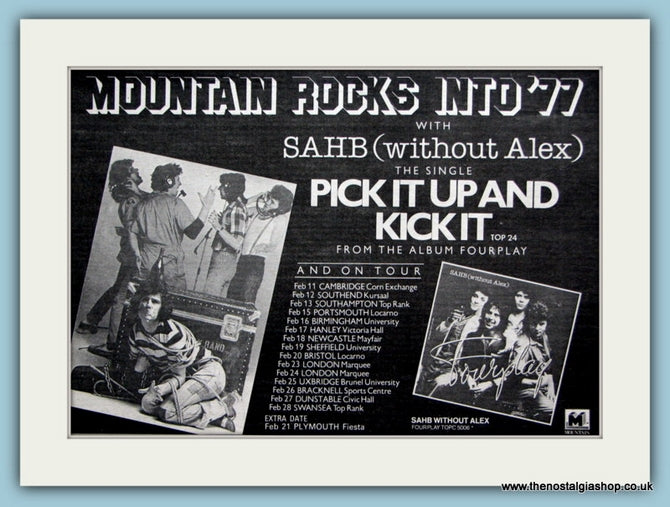 MOUNTAIN ROCKS INTO '77
WITH
SAHB (without Alex)
THE SINGLE
PICK IT UP AND
KICK IT TOP 24
FROM THE ALBUM FOURPLAY
AND ON TOUR
Feb 11 CAMBRIDGE Corn Exchange
Feb 12 SOUTHEND Kursaal
Feb 13 SOUTHAMPTON Top Rank
Feb 15 PORTSMOUTH Locarno
Feb 16 BIRMINGHAM University
Feb 17 HANLEY Victoria Hall
Feb 18 NEWCASTLE Mayfair
Feb 19 SHEFFIELD University
Feb 20 BRISTOL Locarno
Feb 23 LONDON Marquee
Feb 24 LONDON Marquee
Feb 25 UXBRIDGE Brunel University
Feb 26 BRACKNELL Sports Centre
Feb 27 DUNSTABLE Civic Hall
Feb 28 SWANSEA Top Rank
EXTRA DATE
Feb 21 PLYMOUTH Fiesta
SAHB (without Alex)
Fourplay
SAHB WITHOUT ALEX
FOURPLAY TOPC 5006
M
MOUNTAIN
BAND
www.thenostalgiashop.co.uk